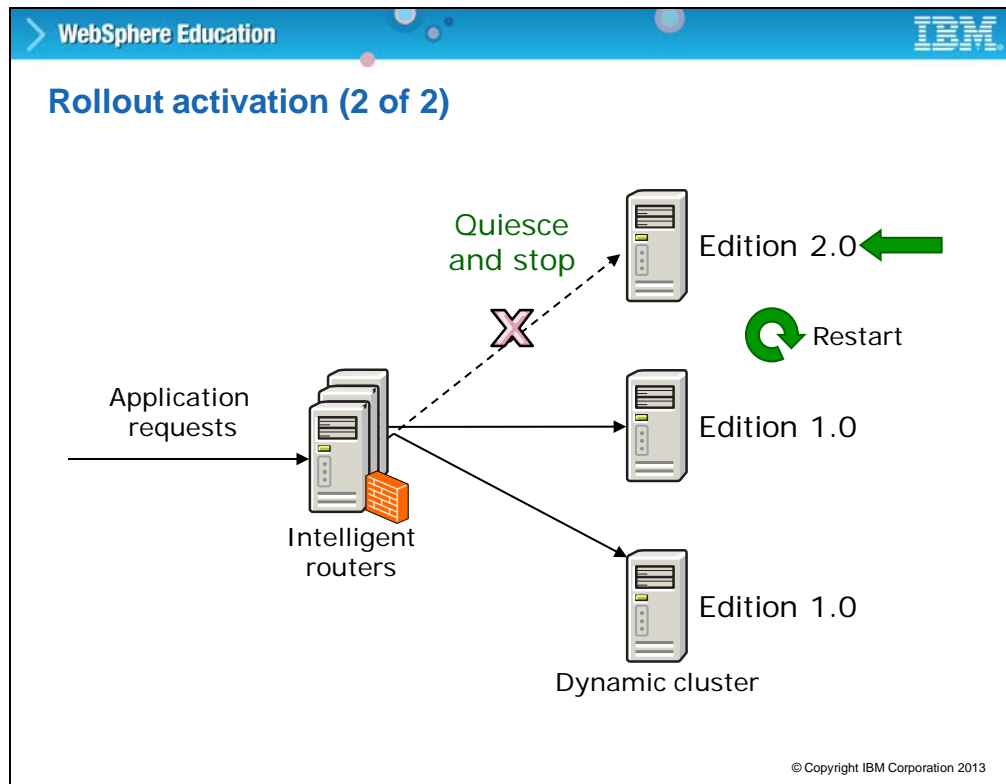 WebSphere Education
IBM
Rollout activation (2 of 2)
Quiesce
and stop
Edition 2.0
Restart
Application
requests
Edition 1.0
Intelligent
routers
Edition 1.0
Dynamic cluster
© Copyright IBM Corporation 2013